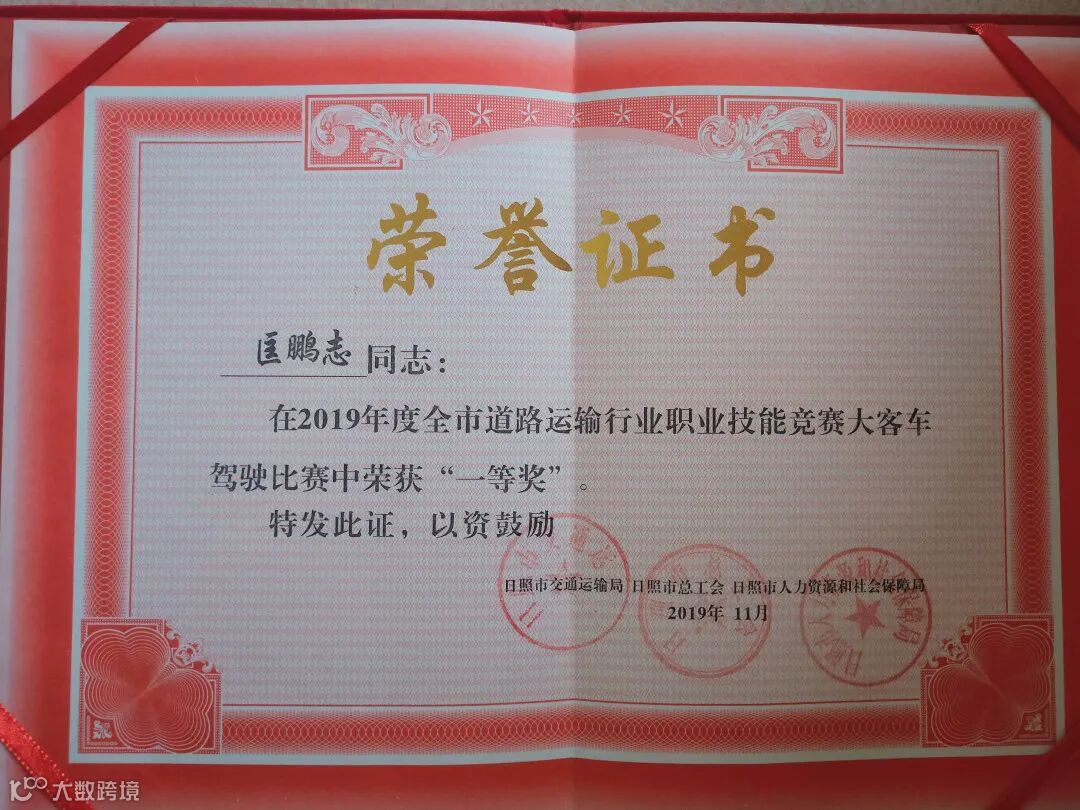 荣誉证书
匡鹏志同志：
在2019年度全市道路运输行业职业技能竞赛大客车
驾驶比赛中荣获“一等奖”。
特发此证，以资鼓励
日照市交通运输局 日照市总工会 日照市人力资源和社会保障局
2019年 11月
大数跨境